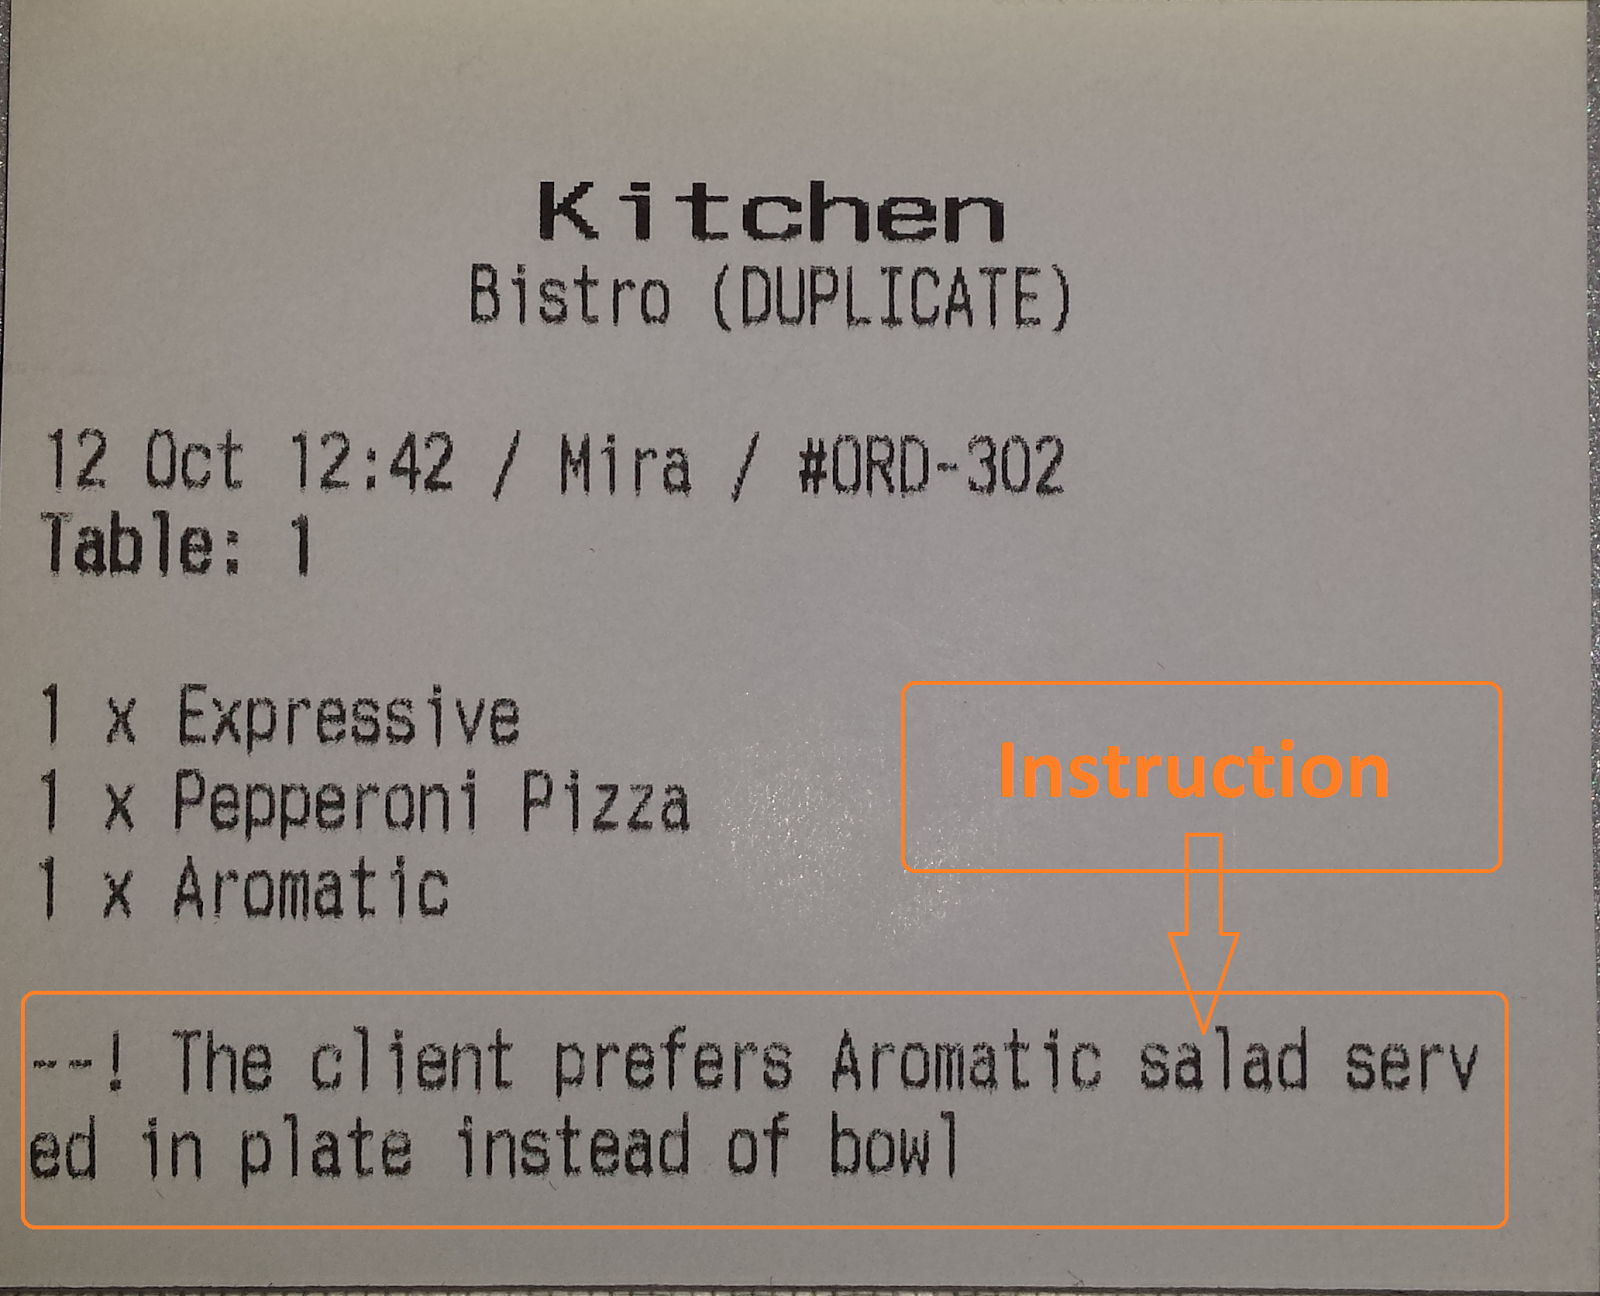 Kitchen
Bistro (DUPLICATE)
12 Oct 12:42 / Mira / #ORD-302
Table: 1
1 x Expressive
1 x Pepperoni Pizza
1 x Aromatic
Instruction
--! The client prefers Aromatic salad serv
ed in plate instead of bowl